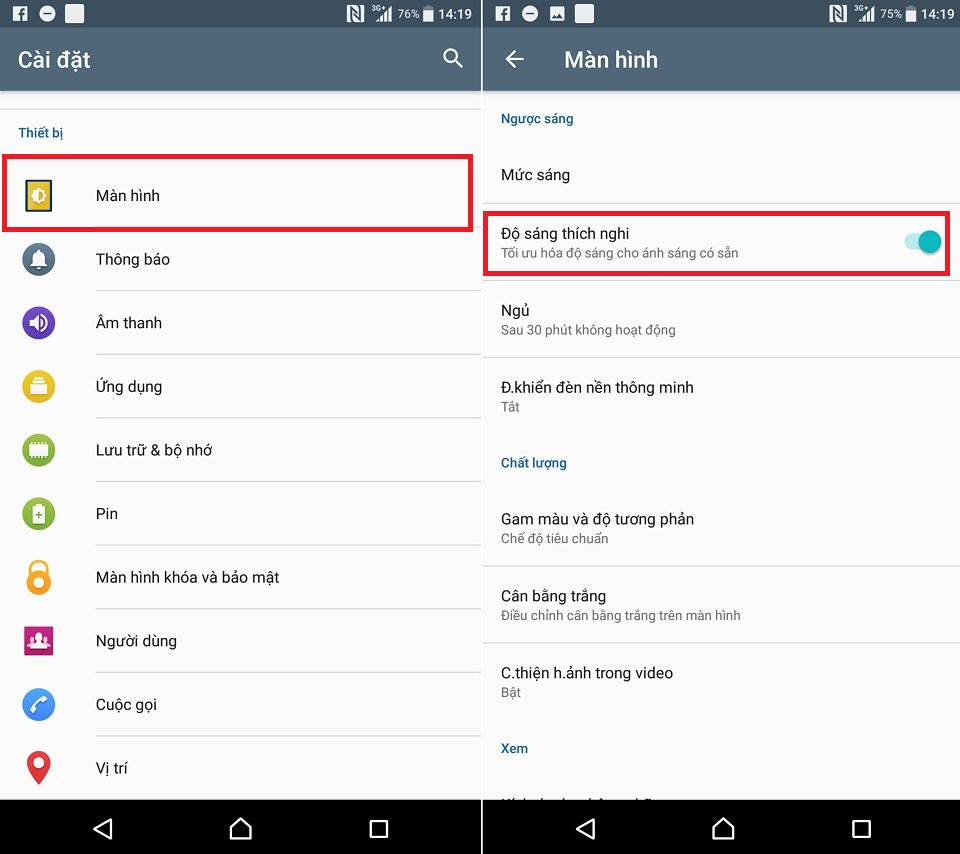 3G+ 76% 14:19
Cài đặt
Thiết bị
Màn hình
Thông báo
Âm thanh
Ứng dụng
Lưu trữ & bộ nhớ
Pin
Màn hình khóa và bảo mật
Người dùng
Cuộc gọi
Vị trí
3G+ 75% 14:19
Màn hình
Ngược sáng
Mức sáng
Độ sáng thích nghi
Tối ưu hóa độ sáng cho ánh sáng có sẵn
Ngủ
Sau 30 phút không hoạt động
Đ.khiển đèn nền thông minh
Tắt
Chất lượng
Gam màu và độ tương phản
Chế độ tiêu chuẩn
Cân bằng trắng
Điều chỉnh cân bằng trắng trên màn hình
C.thiện h.ảnh trong video
Bật
Xem